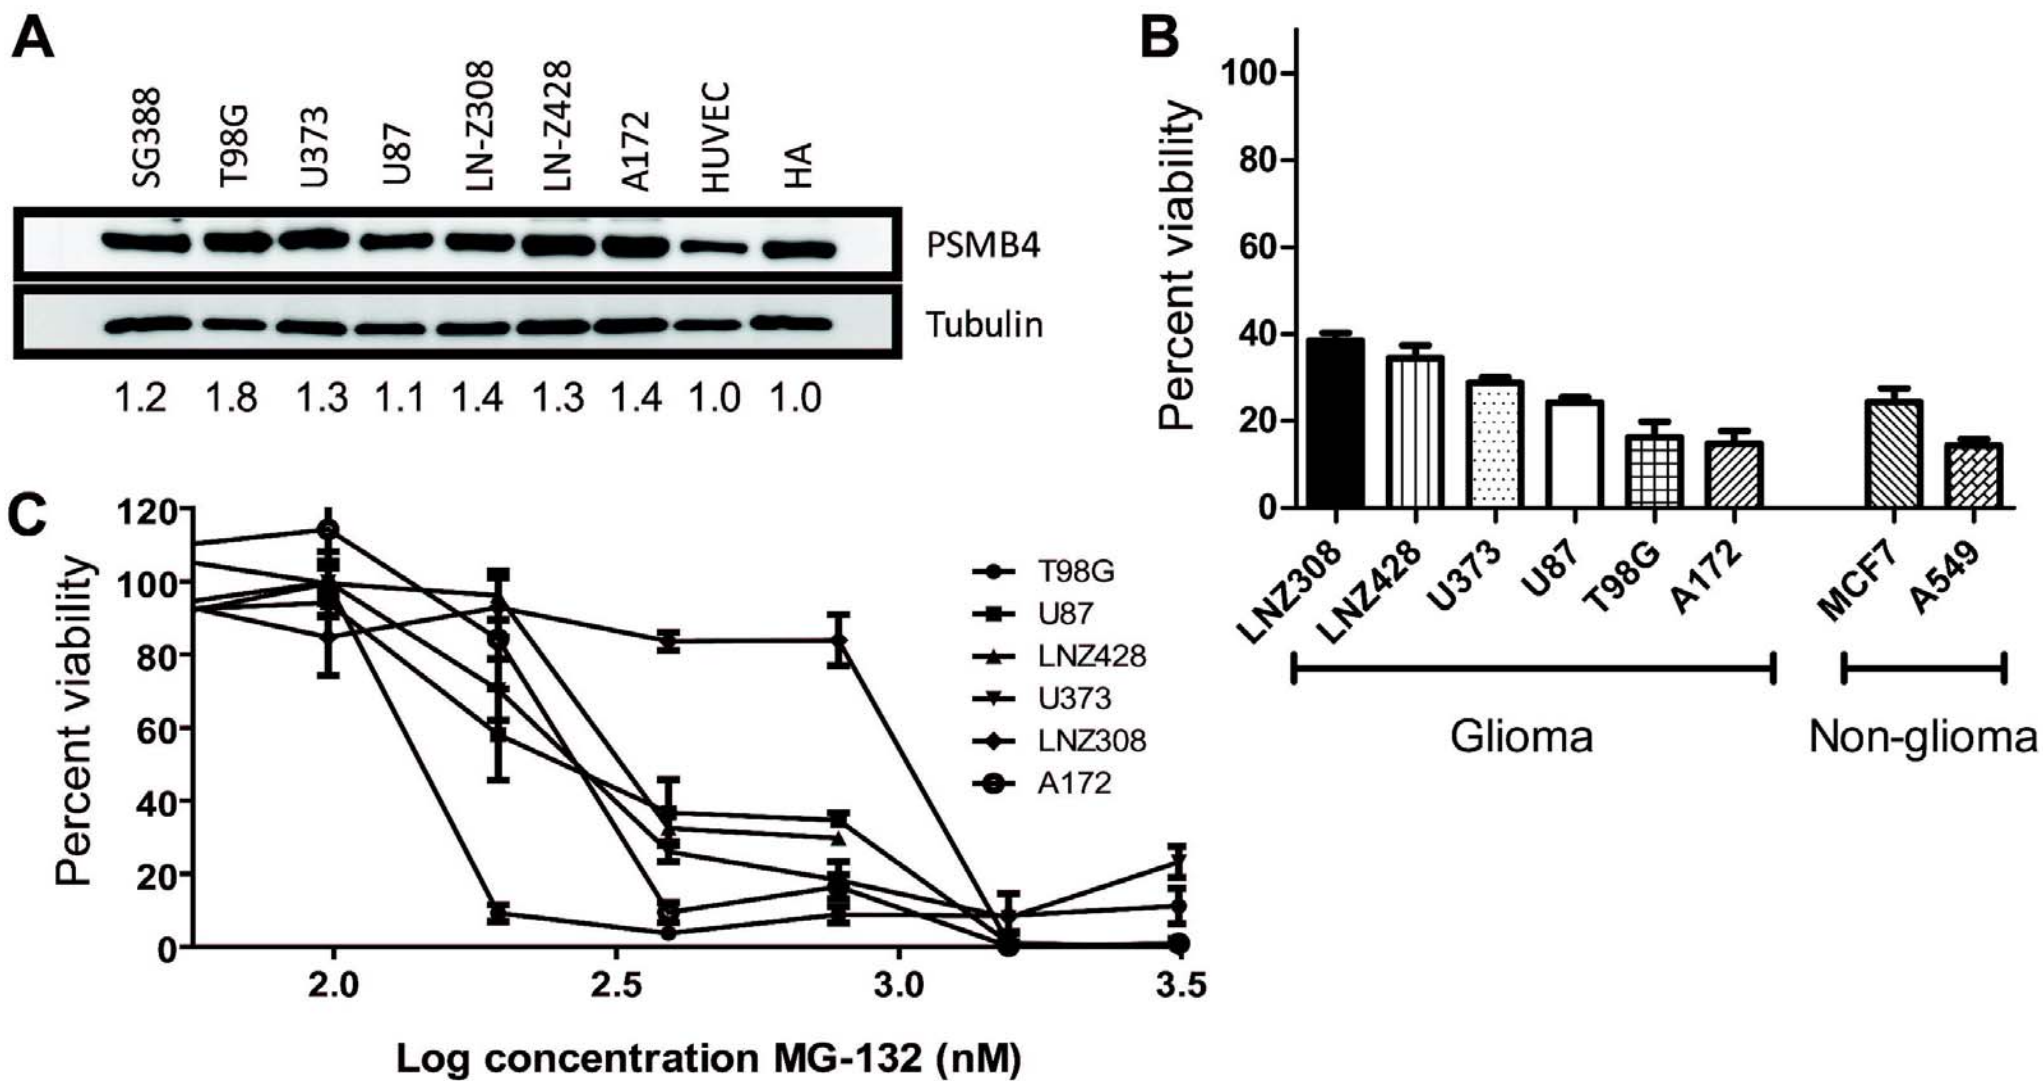 A
SG388
T98G
U373
U87
LN-Z308
LN-Z428
A172
HUVEC
HA
PSMB4
Tubulin
1.2 1.8 1.3 1.1 1.4 1.3 1.4 1.0 1.0
B
Percent viability
100
80
60
40
20
0
LNZ308
LNZ428
U373
U87
T98G
A172
MCF7
A549
Glioma
Non-glioma
C
Percent viability
120
100
80
60
40
20
0
2.0 2.5 3.0 3.5
Log concentration MG-132 (nM)
T98G
U87
LNZ428
U373
LNZ308
A172